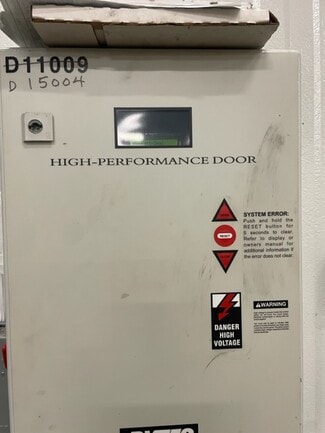 D11009
D 15004
HIGH-PERFORMANCE DOOR
SYSTEM ERROR:
Push and hold the
RESET button for
5 seconds to clear.
Refer to display or
owners manual for
additional information if
the error does not clear.
RESET
DANGER
HIGH
VOLTAGE
WARNING